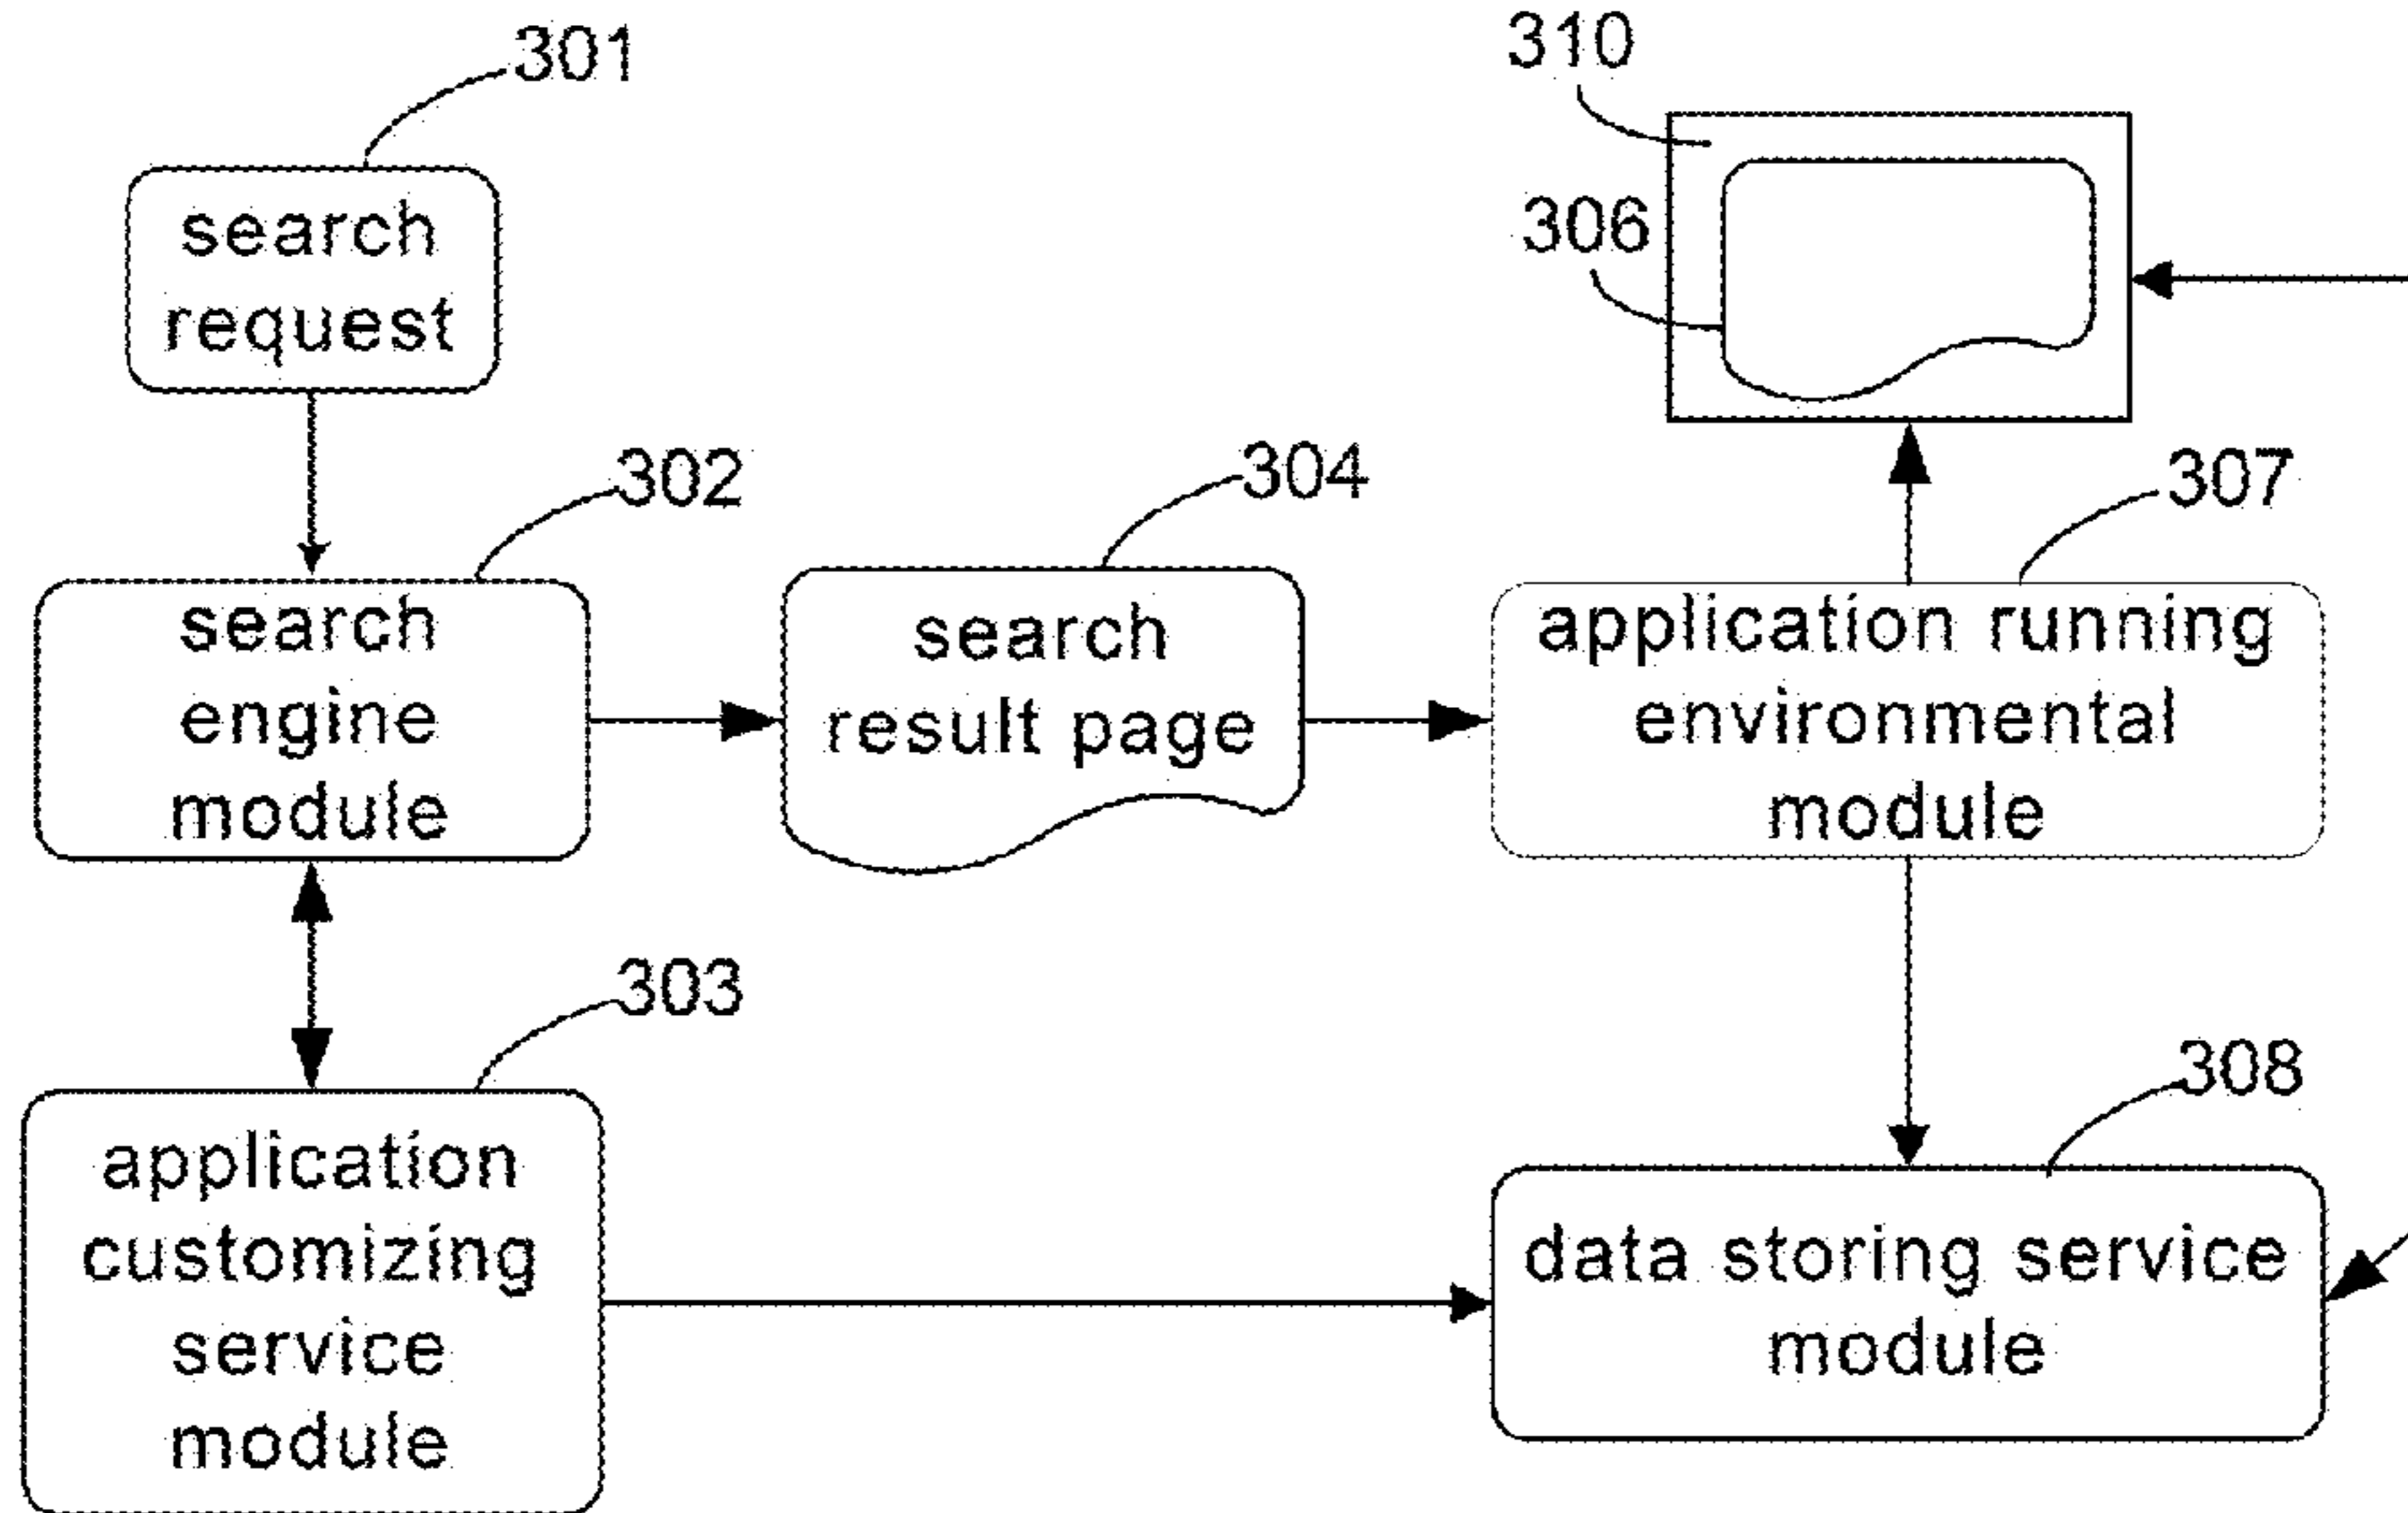 301
search
request
302
search
engine
module
303
application
customizing
service
module
304
search
result page
310
306
307
application running
environmental
module
308
data storing service
module